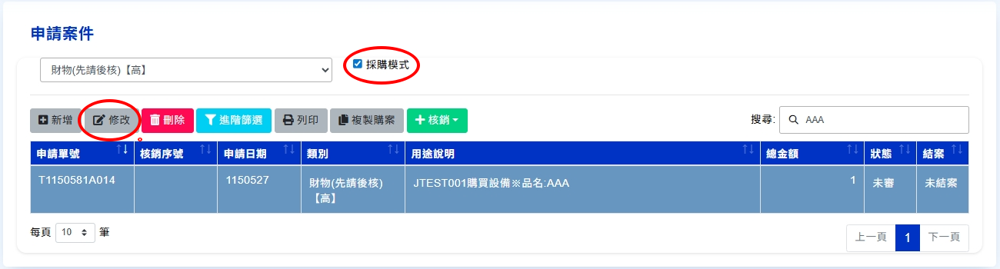 申請案件
財物(先請後核)【高】
採購模式
新增 修改 刪除 進階篩選 列印 複製購案 核銷 搜尋: AAA
申請單號 核銷序號 申請日期 類別 用途說明 總金額 狀態 結案
T1150581A014 1150527 財物(先請後核) JTEST001購買設備※品名:AAA 1 未審 未結案
【高】
每頁 10 筆 上一頁 1 下一頁